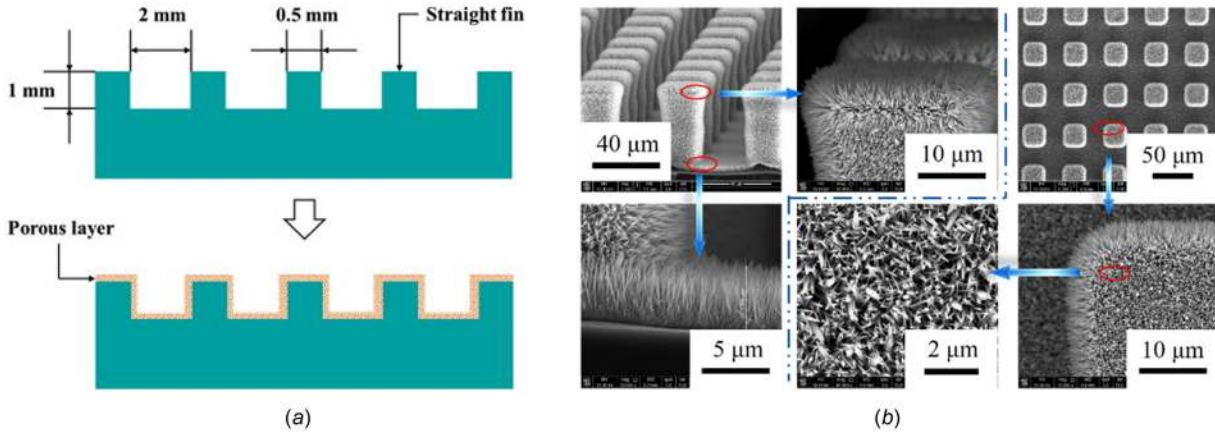 2 mm
0.5 mm
Straight fin
1 mm
Porous layer
(a)
40 μm
10 μm
50 μm
5 μm
2 μm
10 μm
(b)